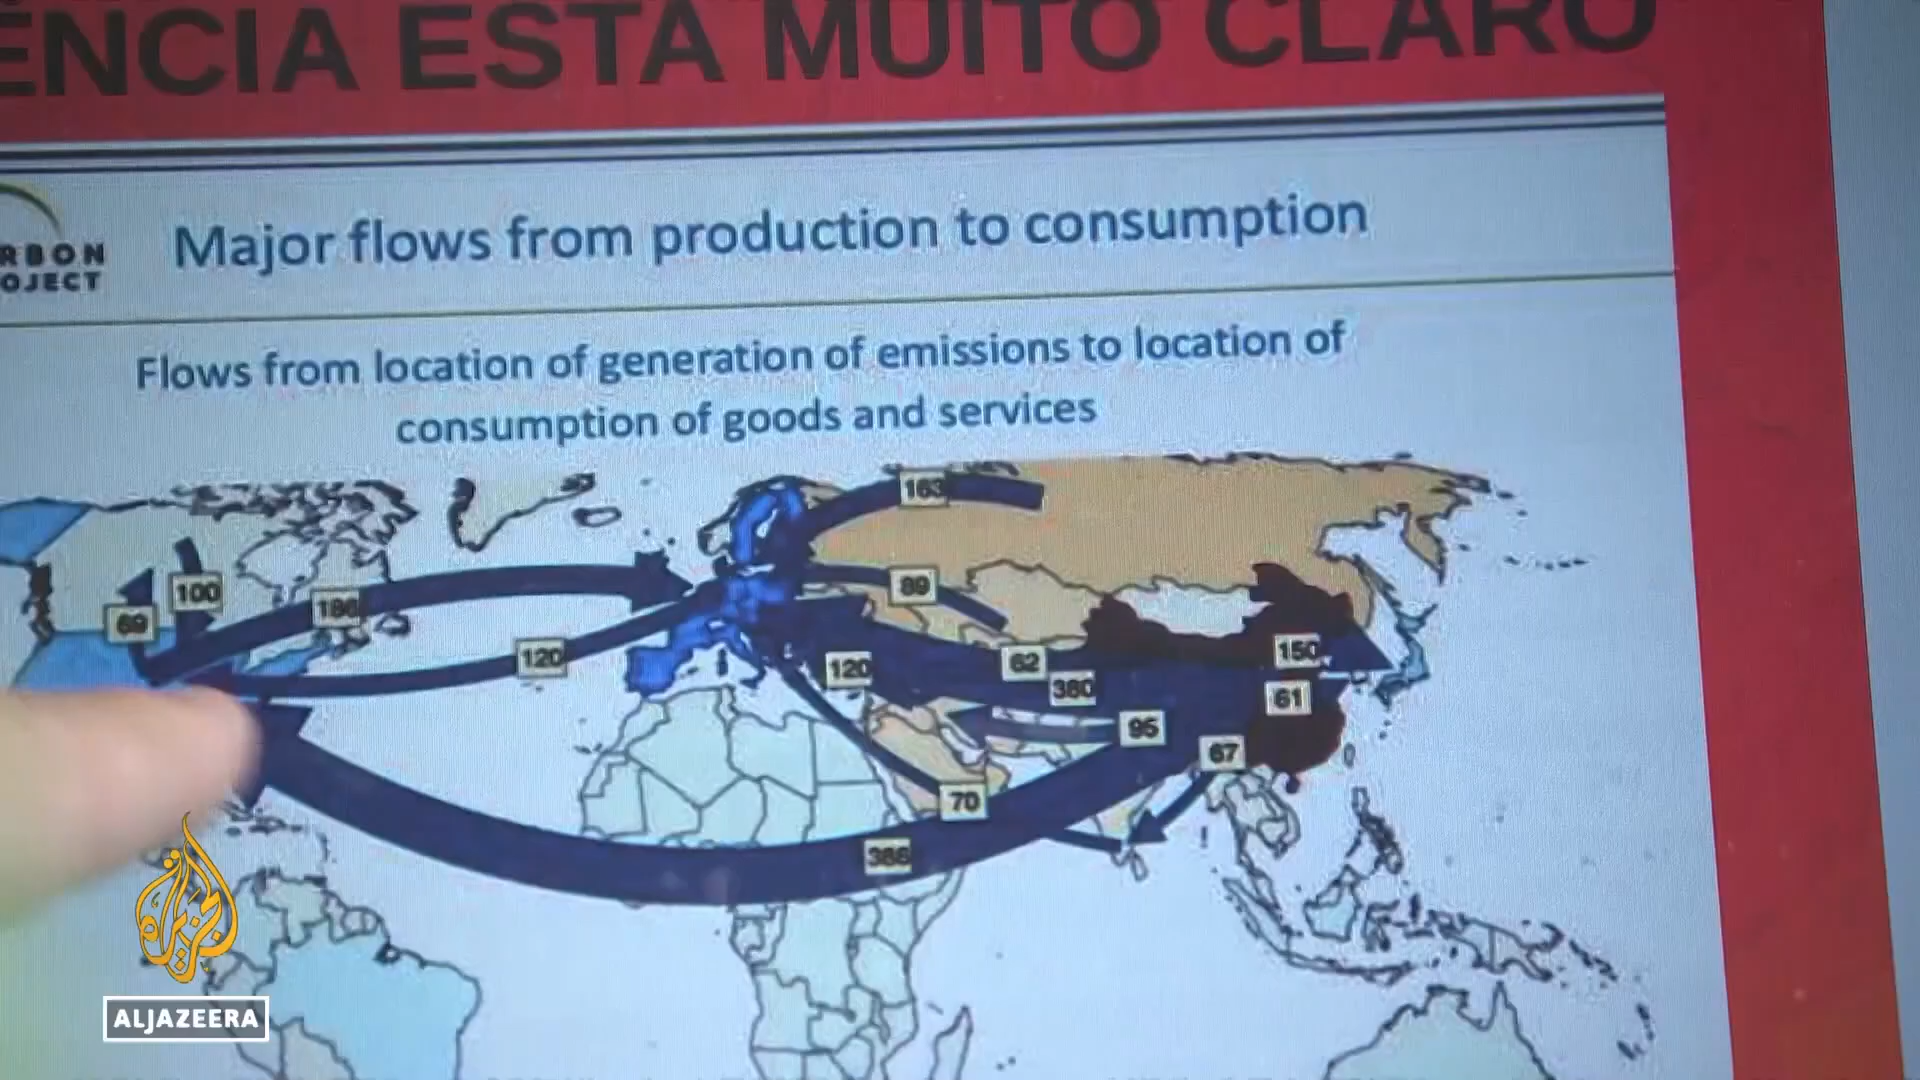 ÊNCIA ESTÁ MUITO CLARO
RBON
OJECT
Major flows from production to consumption
Flows from location of generation of emissions to location of
consumption of goods and services
163
100
69
186
89
120
120
62
380
150
61
95
67
70
388
ALJAZEERA